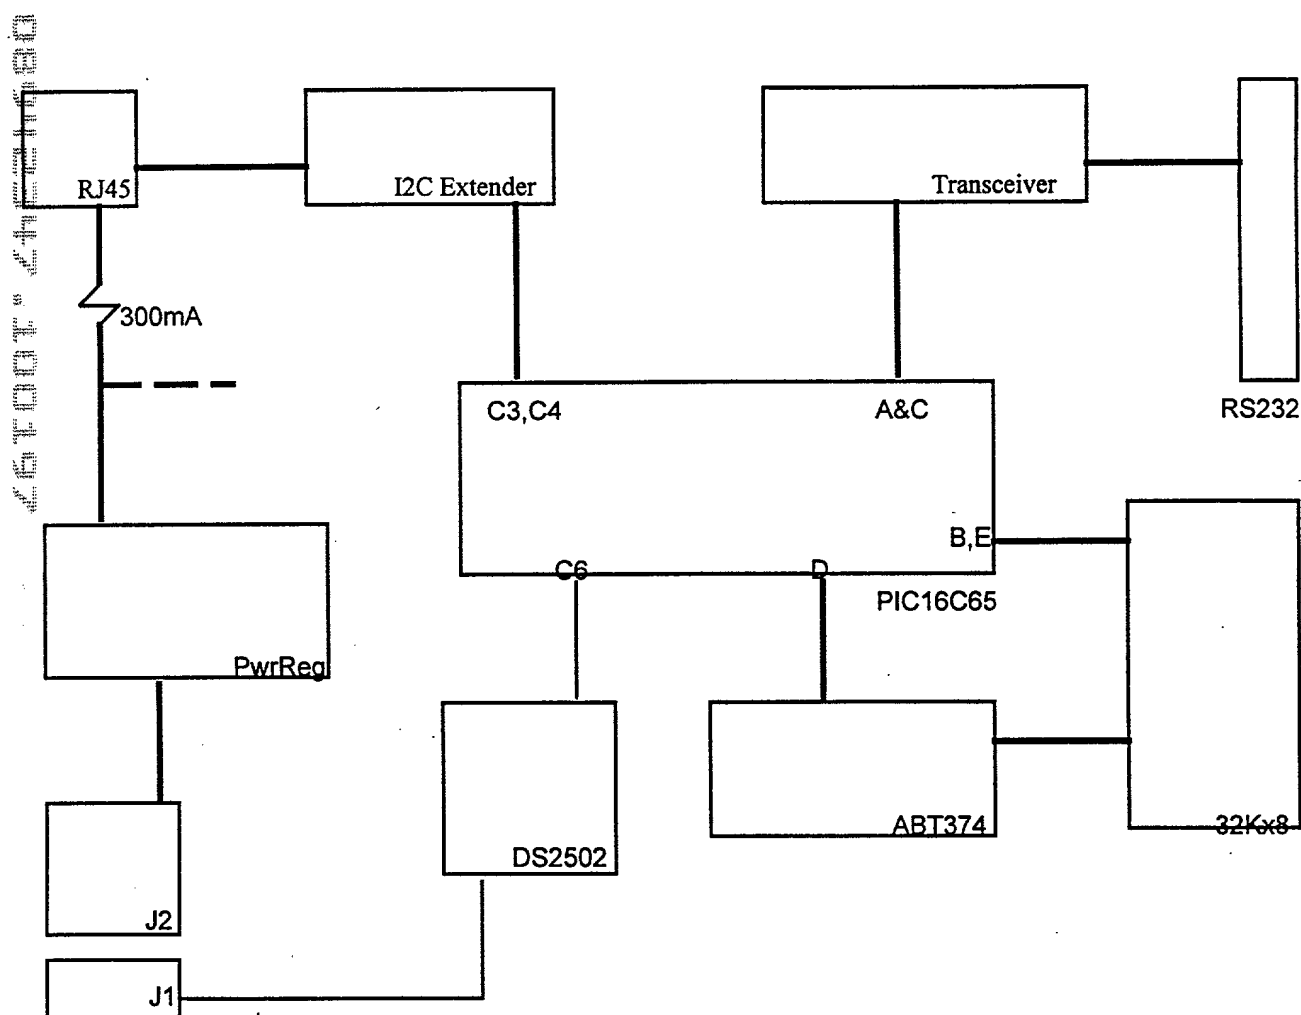 RJ45
I2C Extender
Transceiver
300mA
C3,C4
A&C
RS232
B,E
C6
D
PIC16C65
PwrReg
ABT374
32Kx8
DS2502
J2
J1